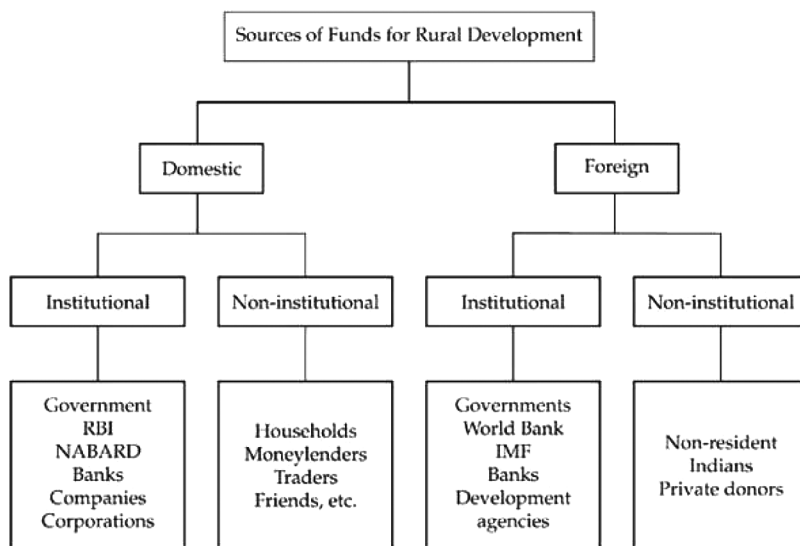 Sources of Funds for Rural Development
Domestic
Foreign
Institutional
Non-institutional
Institutional
Non-institutional
Government
RBI
NABARD
Banks
Companies
Corporations
Households
Moneylenders
Traders
Friends, etc.
Governments
World Bank
IMF
Banks
Development
agencies
Non-resident
Indians
Private donors